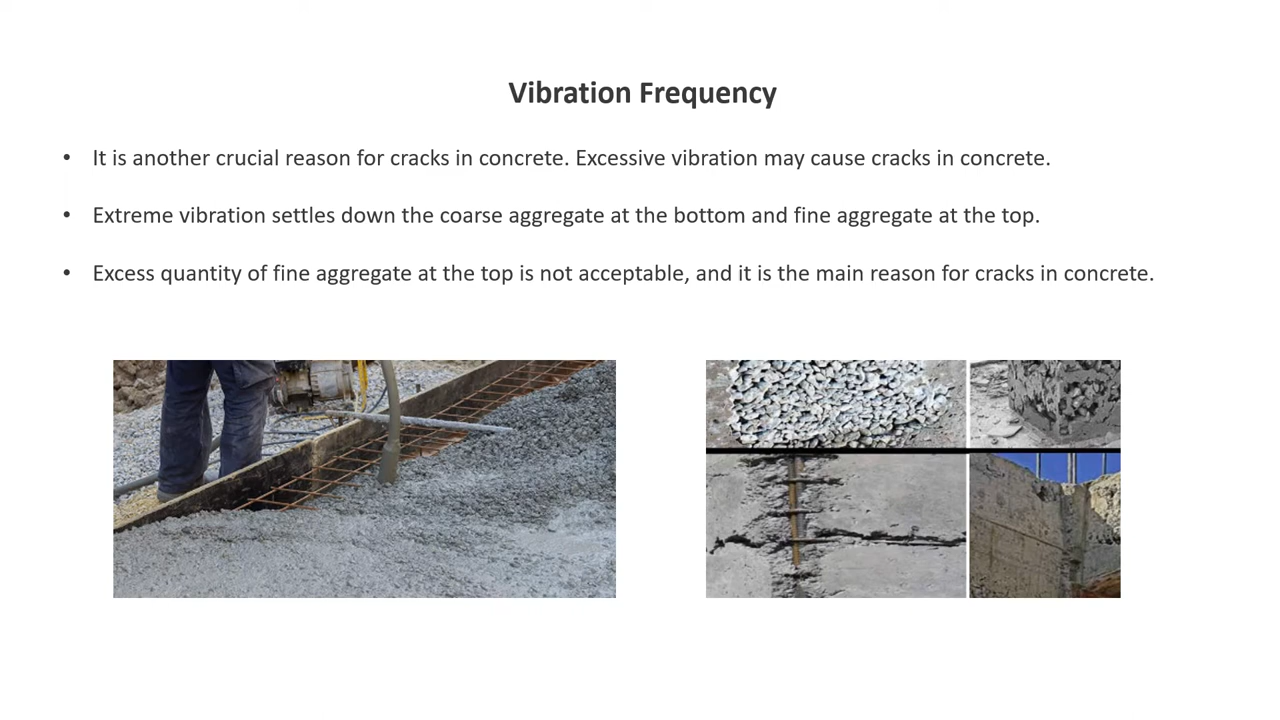 Vibration Frequency
• It is another crucial reason for cracks in concrete. Excessive vibration may cause cracks in concrete.
• Extreme vibration settles down the coarse aggregate at the bottom and fine aggregate at the top.
• Excess quantity of fine aggregate at the top is not acceptable, and it is the main reason for cracks in concrete.